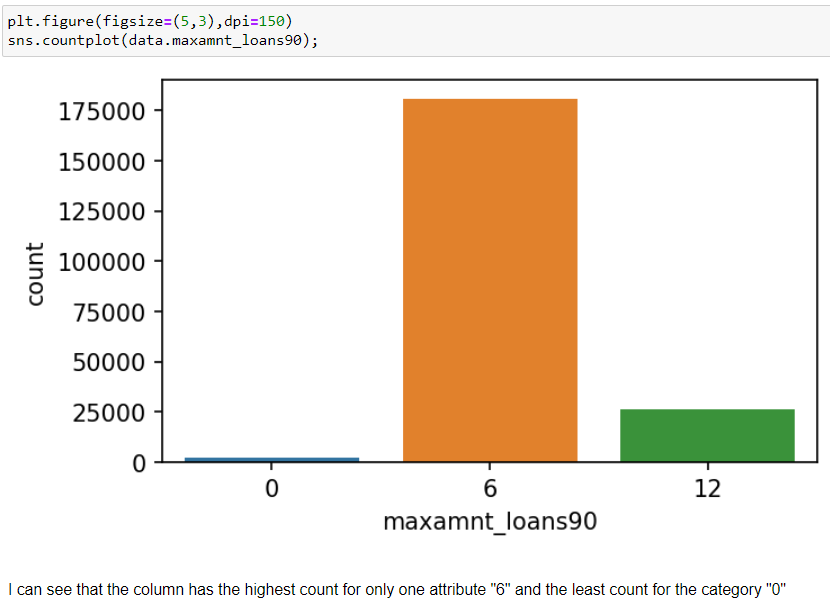 plt.figure(figsize=(5,3),dpi=150)
sns.countplot(data.maxamnt_loans90);
175000
150000
125000
100000
75000
50000
25000
0
count
0 6 12
maxamnt_loans90
I can see that the column has the highest count for only one attribute "6" and the least count for the category "0"